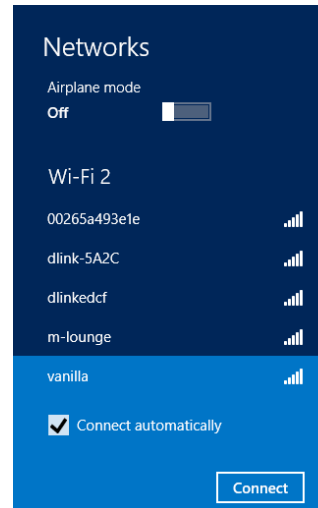 Networks
Airplane mode
Off
Wi-Fi 2
00265a493e1e
dlink-5A2C
dlinkedcf
m-lounge
vanilla
Connect automatically
Connect